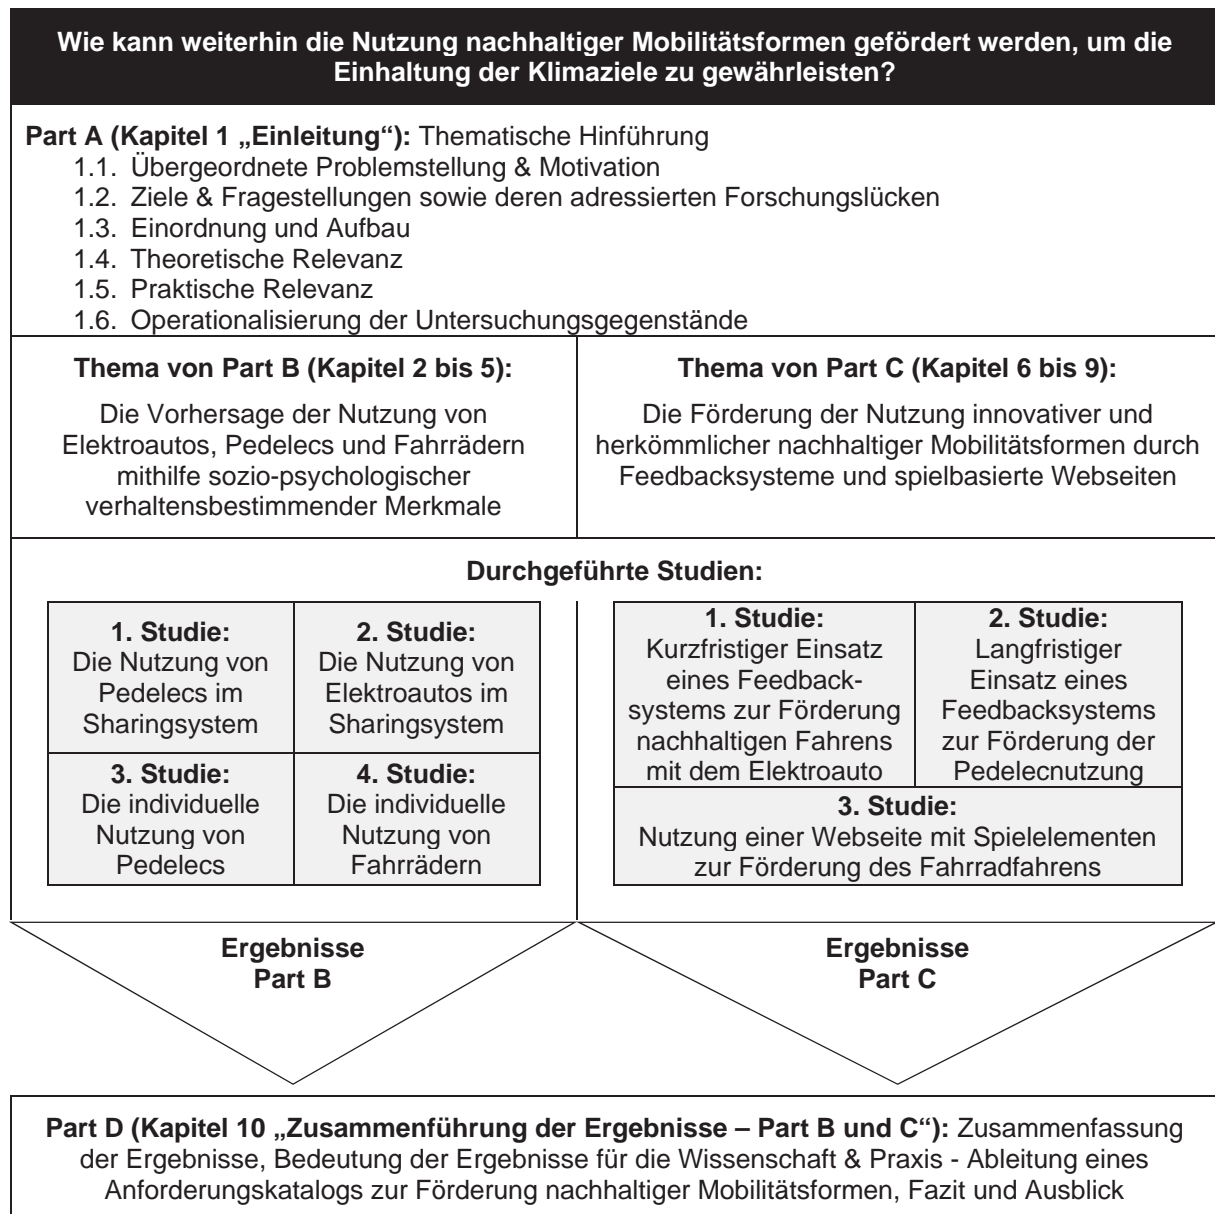 Wie kann weiterhin die Nutzung nachhaltiger Mobilitätsformen gefördert werden, um die
Einhaltung der Klimaziele zu gewährleisten?
Part A (Kapitel 1 „Einleitung“): Thematische Hinführung
1.1. Übergeordnete Problemstellung & Motivation
1.2. Ziele & Fragestellungen sowie deren adressierten Forschungslücken
1.3. Einordnung und Aufbau
1.4. Theoretische Relevanz
1.5. Praktische Relevanz
1.6. Operationalisierung der Untersuchungsgegenstände
Thema von Part B (Kapitel 2 bis 5):
Die Vorhersage der Nutzung von
Elektroautos, Pedelecs und Fahrrädern
mithilfe sozio-psychologischer
verhaltensbestimmender Merkmale
Thema von Part C (Kapitel 6 bis 9):
Die Förderung der Nutzung innovativer und
herkömmlicher nachhaltiger Mobilitätsformen durch
Feedbacksysteme und spielbasierte Webseiten
Durchgeführte Studien:
1. Studie:
Die Nutzung von
Pedelecs im
Sharingsystem
2. Studie:
Die Nutzung von
Elektroautos im
Sharingsystem
3. Studie:
Die individuelle
Nutzung von
Pedelecs
4. Studie:
Die individuelle
Nutzung von
Fahrrädern
1. Studie:
Kurzfristiger Einsatz
eines Feedback-
systems zur Förderung
nachhaltigen Fahrens
mit dem Elektroauto
2. Studie:
Langfristiger
Einsatz eines
Feedbacksystems
zur Förderung der
Pedelecnutzung
3. Studie:
Nutzung einer Webseite mit Spielelementen
zur Förderung des Fahrradfahrens
Ergebnisse
Part B
Ergebnisse
Part C
Part D (Kapitel 10 „Zusammenführung der Ergebnisse – Part B und C“): Zusammenfassung
der Ergebnisse, Bedeutung der Ergebnisse für die Wissenschaft & Praxis - Ableitung eines
Anforderungskatalogs zur Förderung nachhaltiger Mobilitätsformen, Fazit und Ausblick